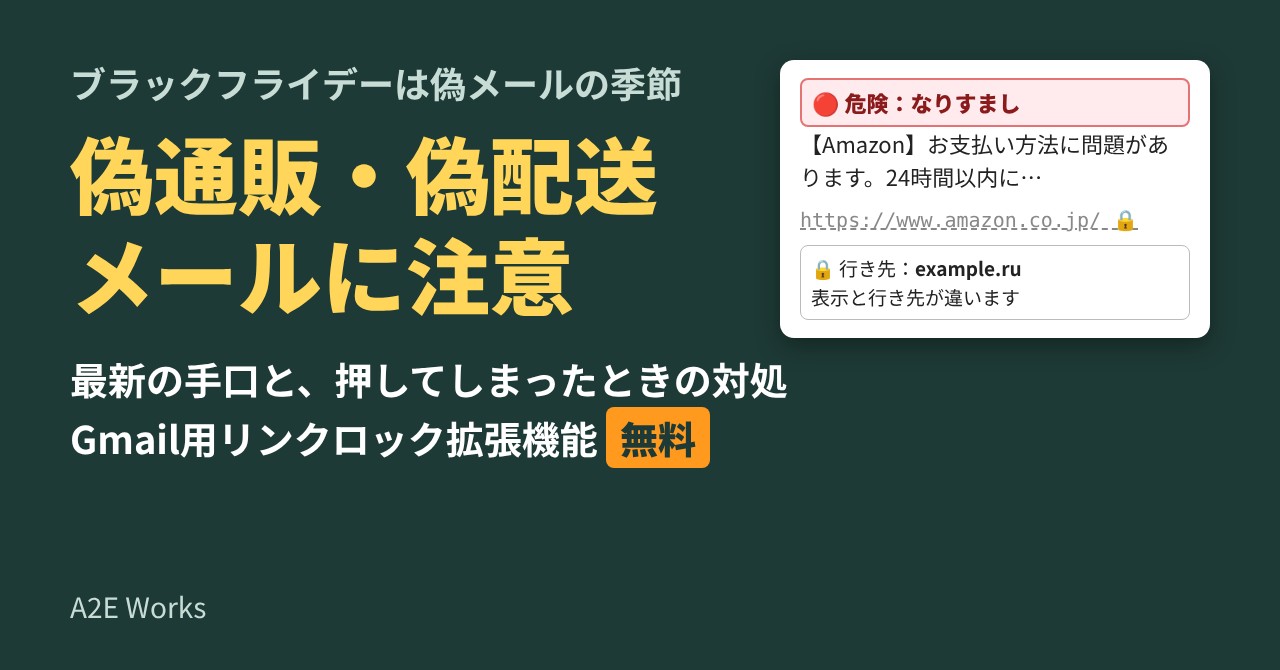 ブラックフライデーは偽メールの季節
偽通販・偽配送
メールに注意
最新の手口と、押してしまったときの対処
Gmail用リンクロック拡張機能 無料
A2E Works
🔴 危険：なりすまし
【Amazon】お支払い方法に問題があ
ります。24時間以内に…
https://www.amazon.co.jp/ 🔒
🔒 行き先：example.ru
表示と行き先が違います